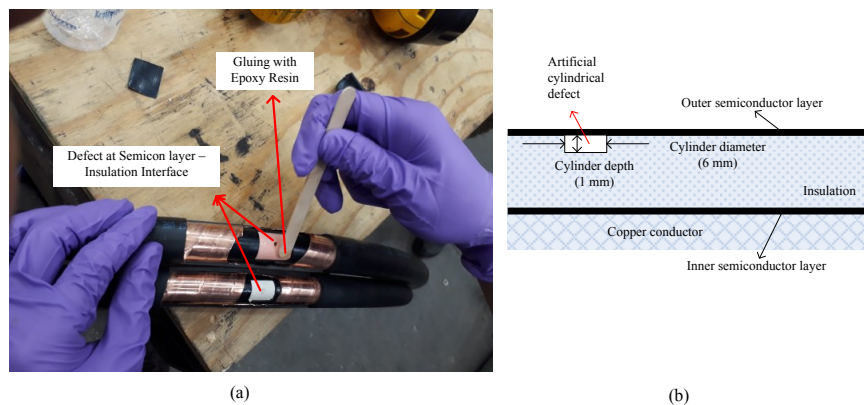 Gluing with
Epoxy Resin
Defect at Semicon layer –
Insulation Interface
(a)
Artificial
cylindrical
defect
Outer semiconductor layer
Cylinder diameter
(6 mm)
Cylinder depth
(1 mm)
Insulation
Copper conductor
Inner semiconductor layer
(b)